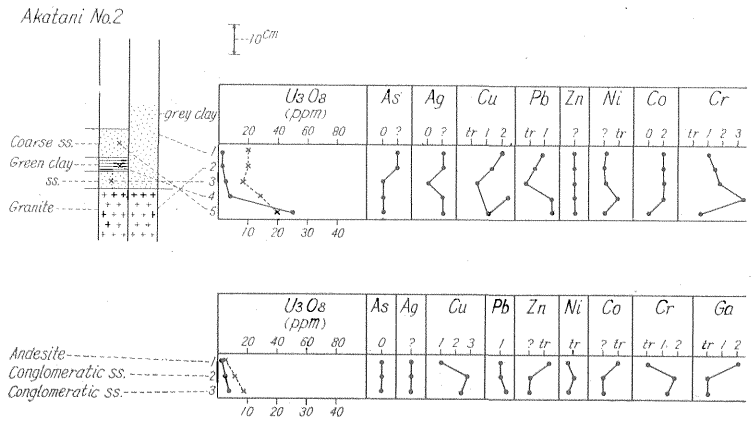 Akatani No.2
10cm
U3O8 As Ag Cu Pb Zn Ni Co Cr
(ppm)
grey clay
20 40 60 80 0 ? 0 ? tr 1 2 tr 1 ? ? tr 0 2 tr 1 2 3
Coarse ss. 1
Green clay 2
ss. 3
4
Granite 5
10 20 30 40
U3O8 As Ag Cu Pb Zn Ni Co Cr Ga
(ppm)
20 40 60 80 0 ? 1 2 3 1 ? tr tr ? tr tr 1 2 tr 1 2
Andesite 1
Conglomeratic ss. 2
Conglomeratic ss. 3
10 20 30 40